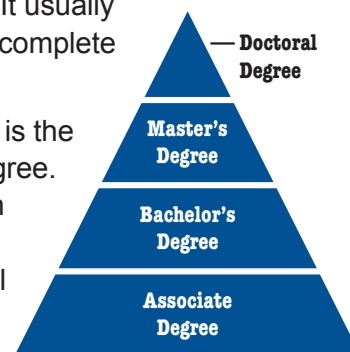 It usually
complete
is the
gree.
Doctoral
Degree
Master's
Degree
Bachelor's
Degree
Associate
Degree